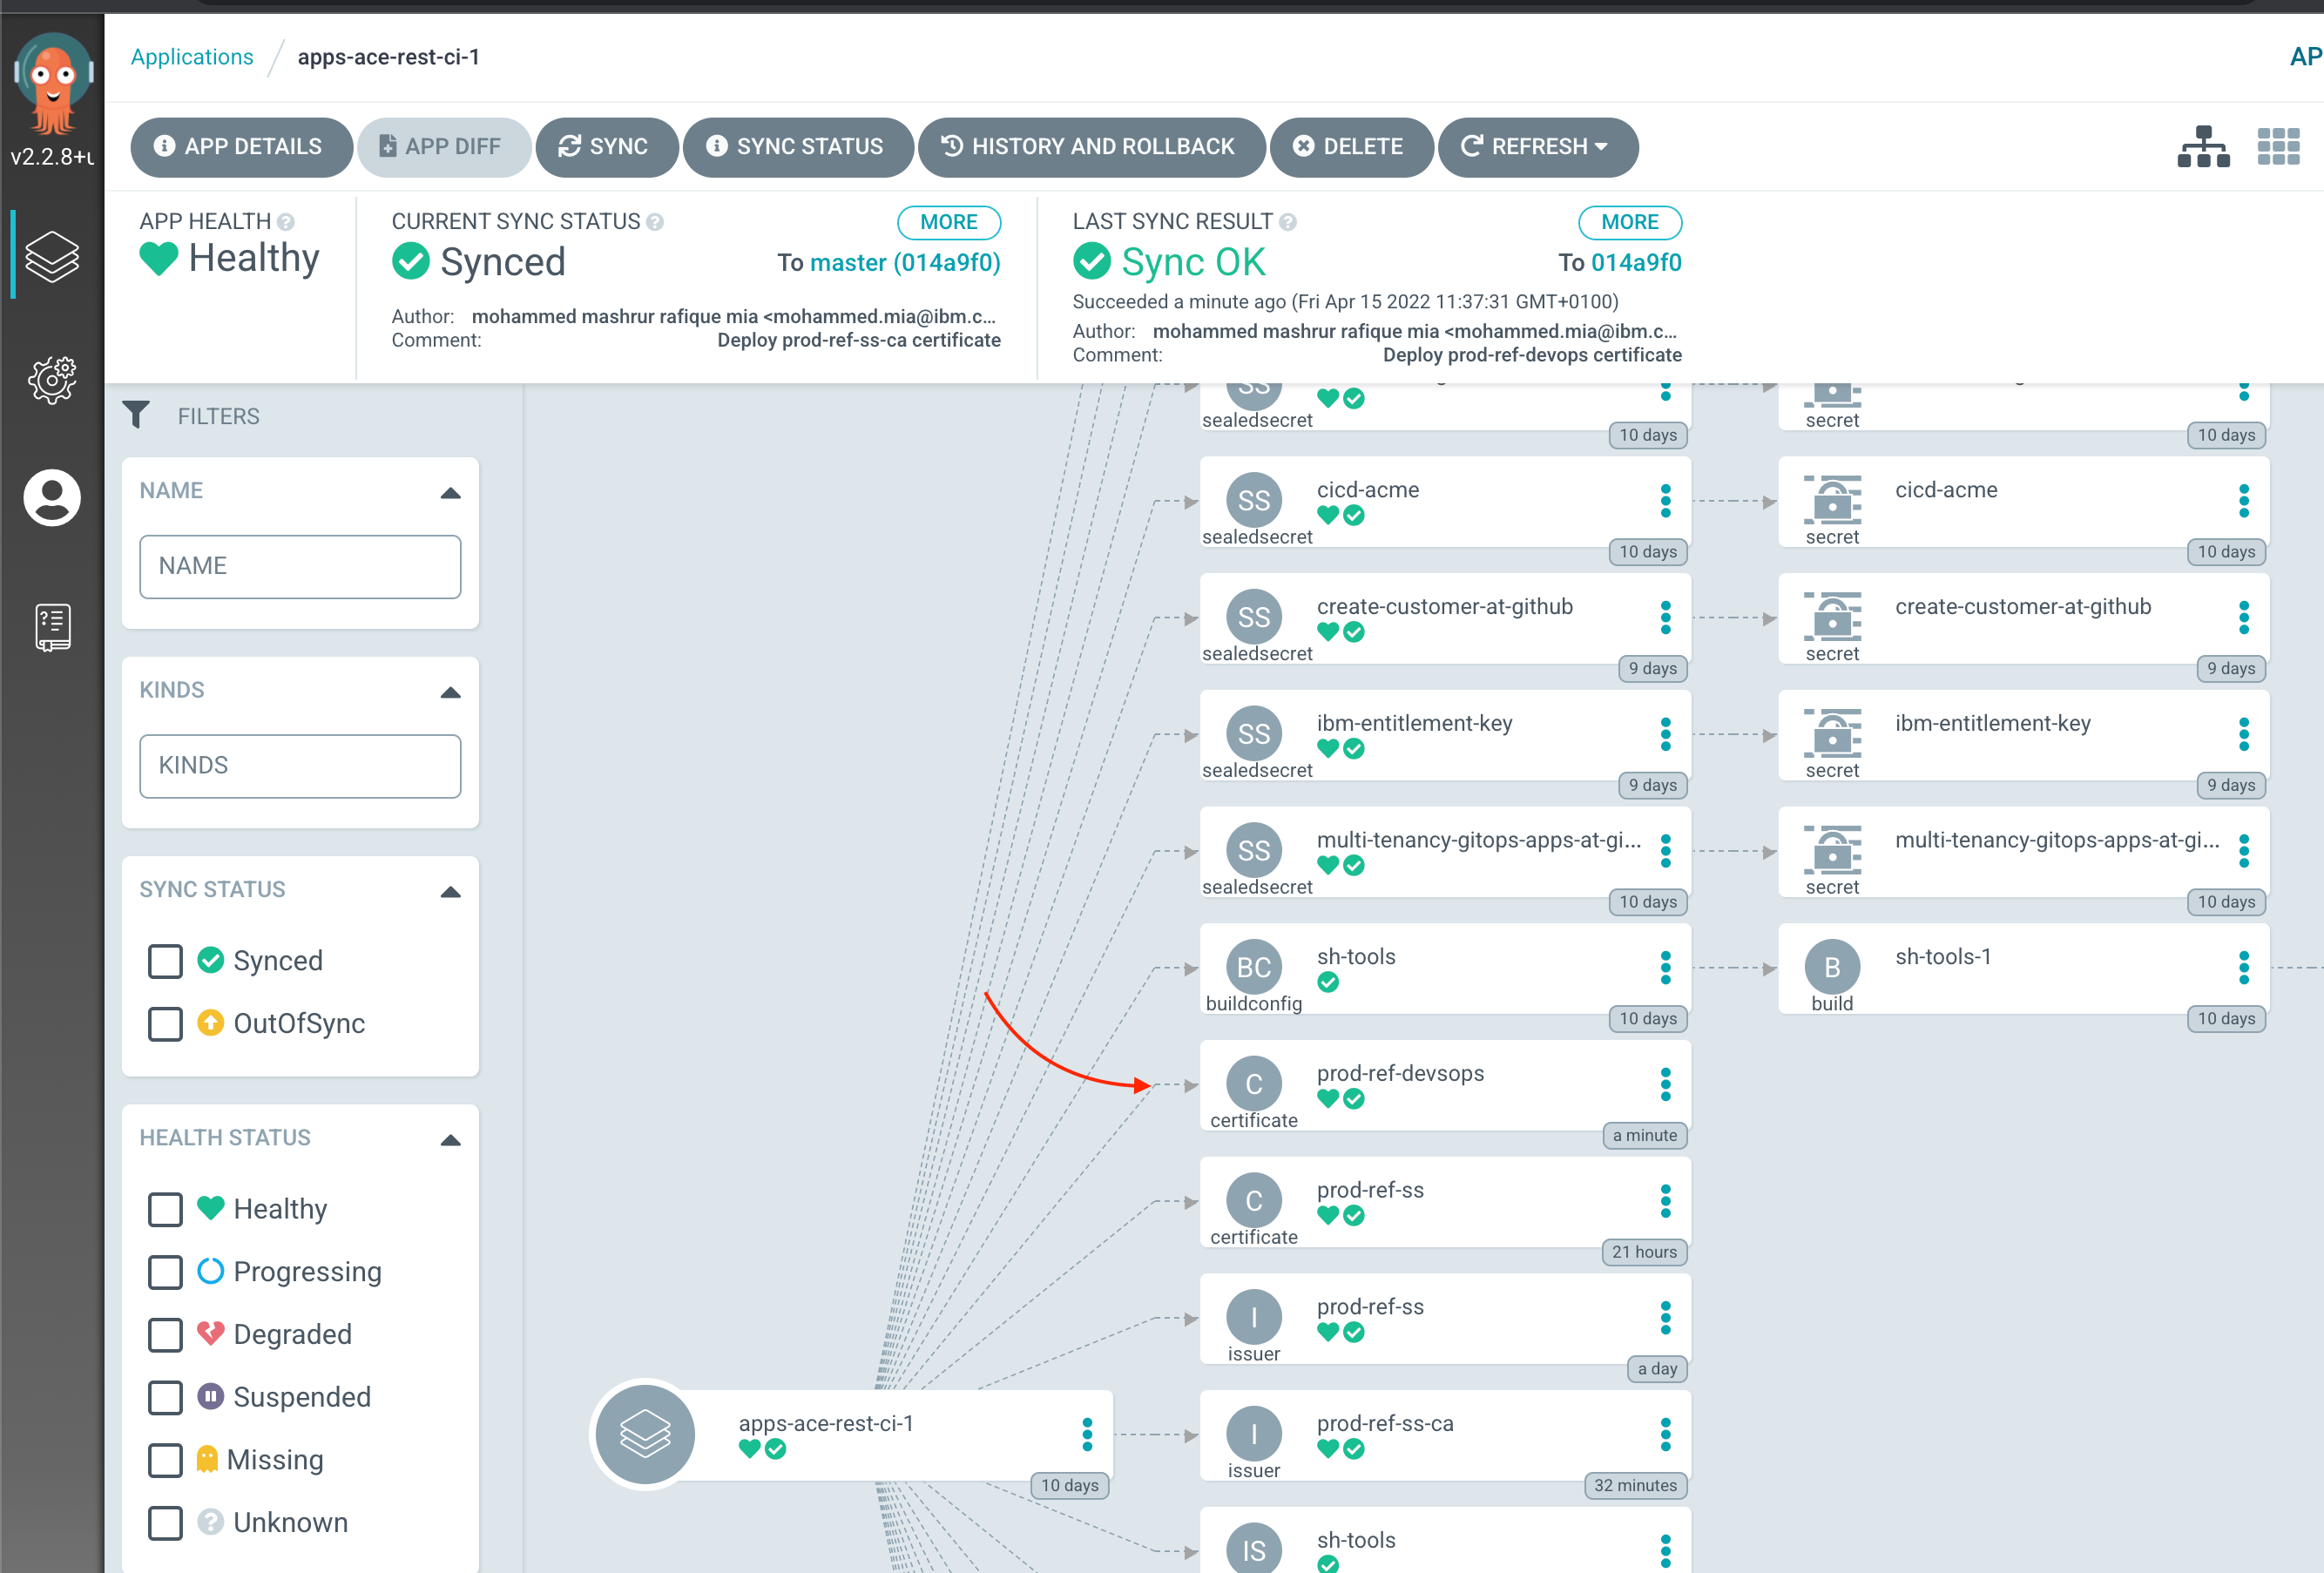 Applications / apps-ace-rest-ci-1
AP
v2.2.8+u
APP DETAILS
APP DIFF
SYNC
SYNC STATUS
HISTORY AND ROLLBACK
DELETE
REFRESH
APP HEALTH
Healthy
CURRENT SYNC STATUS
MORE
Synced
To master (014a9f0)
Author: mohammed mashrur rafique mia <mohammed.mia@ibm.c...
Comment: Deploy prod-ref-ss-ca certificate
LAST SYNC RESULT
MORE
Sync OK
To 014a9f0
Succeeded a minute ago (Fri Apr 15 2022 11:37:31 GMT+0100)
Author: mohammed mashrur rafique mia <mohammed.mia@ibm.c...
Comment: Deploy prod-ref-devops certificate
FILTERS
NAME
NAME
KINDS
KINDS
SYNC STATUS
Synced
OutOfSync
HEALTH STATUS
Healthy
Progressing
Degraded
Suspended
Missing
Unknown
apps-ace-rest-ci-1
10 days
SS
sealedsecret
10 days
secret
10 days
SS
cicd-acme
sealedsecret
10 days
cicd-acme
secret
10 days
SS
create-customer-at-github
sealedsecret
9 days
create-customer-at-github
secret
9 days
SS
ibm-entitlement-key
sealedsecret
9 days
ibm-entitlement-key
secret
9 days
SS
multi-tenancy-gitops-apps-at-gi...
sealedsecret
10 days
multi-tenancy-gitops-apps-at-gi...
secret
10 days
BC
sh-tools
buildconfig
10 days
B
sh-tools-1
build
10 days
C
prod-ref-devsops
certificate
a minute
C
prod-ref-ss
certificate
21 hours
I
prod-ref-ss
issuer
a day
I
prod-ref-ss-ca
issuer
32 minutes
IS
sh-tools